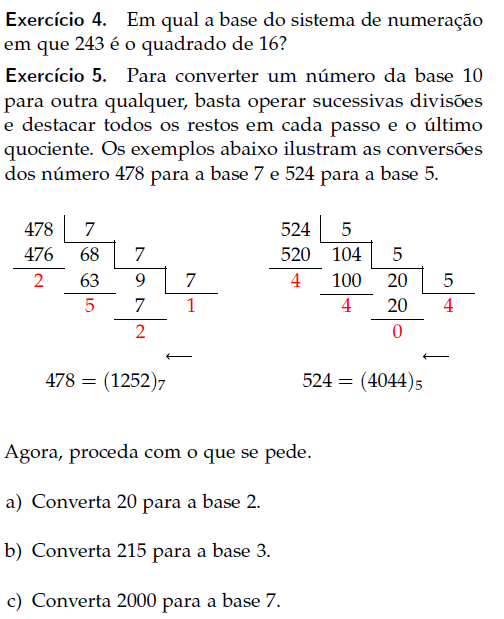 Exercício 4. Em qual a base do sistema de numeração
em que 243 é o quadrado de 16?
Exercício 5. Para converter um número da base 10
para outra qualquer, basta operar sucessivas divisões
e destacar todos os restos em cada passo e o último
quociente. Os exemplos abaixo ilustram as conversões
dos número 478 para a base 7 e 524 para a base 5.
478 7
476 68 7
2 63 9 7
5 7 1
2
←
478 = (1252)₇
524 5
520 104 5
4 100 20 5
4 20 4
0
←
524 = (4044)₅
Agora, proceda com o que se pede.
a) Converta 20 para a base 2.
b) Converta 215 para a base 3.
c) Converta 2000 para a base 7.